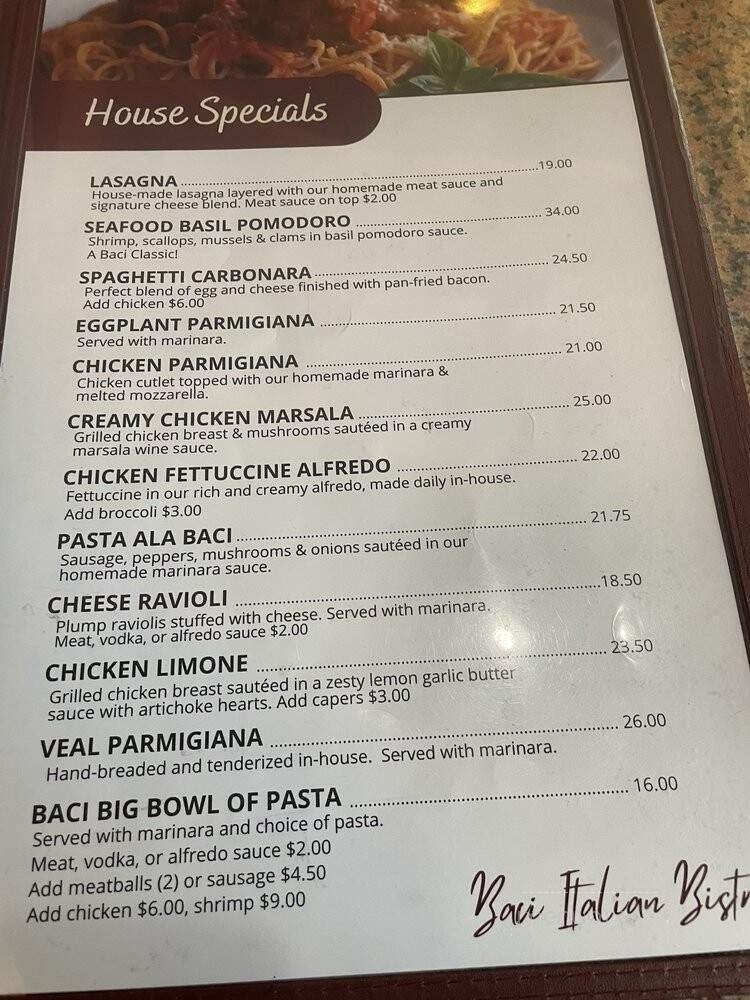 House Specials
LASAGNA ........ 19.00
House-made lasagna layered with our homemade meat sauce and
signature cheese blend. Meat sauce on top $2.00
SEAFOOD BASIL POMODORO ........ 34.00
Shrimp, scallops, mussels & clams in basil pomodoro sauce.
A Baci Classic!
SPAGHETTI CARBONARA ........ 24.50
Perfect blend of egg and cheese finished with pan-fried bacon.
Add chicken $6.00
EGGPLANT PARMIGIANA ........ 21.50
Served with marinara.
CHICKEN PARMIGIANA ........ 21.00
Chicken cutlet topped with our homemade marinara &
melted mozzarella.
CREAMY CHICKEN MARSALA ........ 25.00
Grilled chicken breast & mushrooms sautéed in a creamy
marsala wine sauce.
CHICKEN FETTUCCINE ALFREDO ........ 22.00
Fettuccine in our rich and creamy alfredo, made daily in-house.
Add broccoli $3.00
PASTA ALA BACI ........ 21.75
Sausage, peppers, mushrooms & onions sautéed in our
homemade marinara sauce.
CHEESE RAVIOLI ........ 18.50
Plump raviolis stuffed with cheese. Served with marinara.
Meat, vodka, or alfredo sauce $2.00
CHICKEN LIMONE ........ 23.50
Grilled chicken breast sautéed in a zesty lemon garlic butter
sauce with artichoke hearts. Add capers $3.00
VEAL PARMIGIANA ........ 26.00
Hand-breaded and tenderized in-house. Served with marinara.
BACI BIG BOWL OF PASTA ........ 16.00
Served with marinara and choice of pasta.
Meat, vodka, or alfredo sauce $2.00
Add meatballs (2) or sausage $4.50
Add chicken $6.00, shrimp $9.00
Baci Italian Bistr